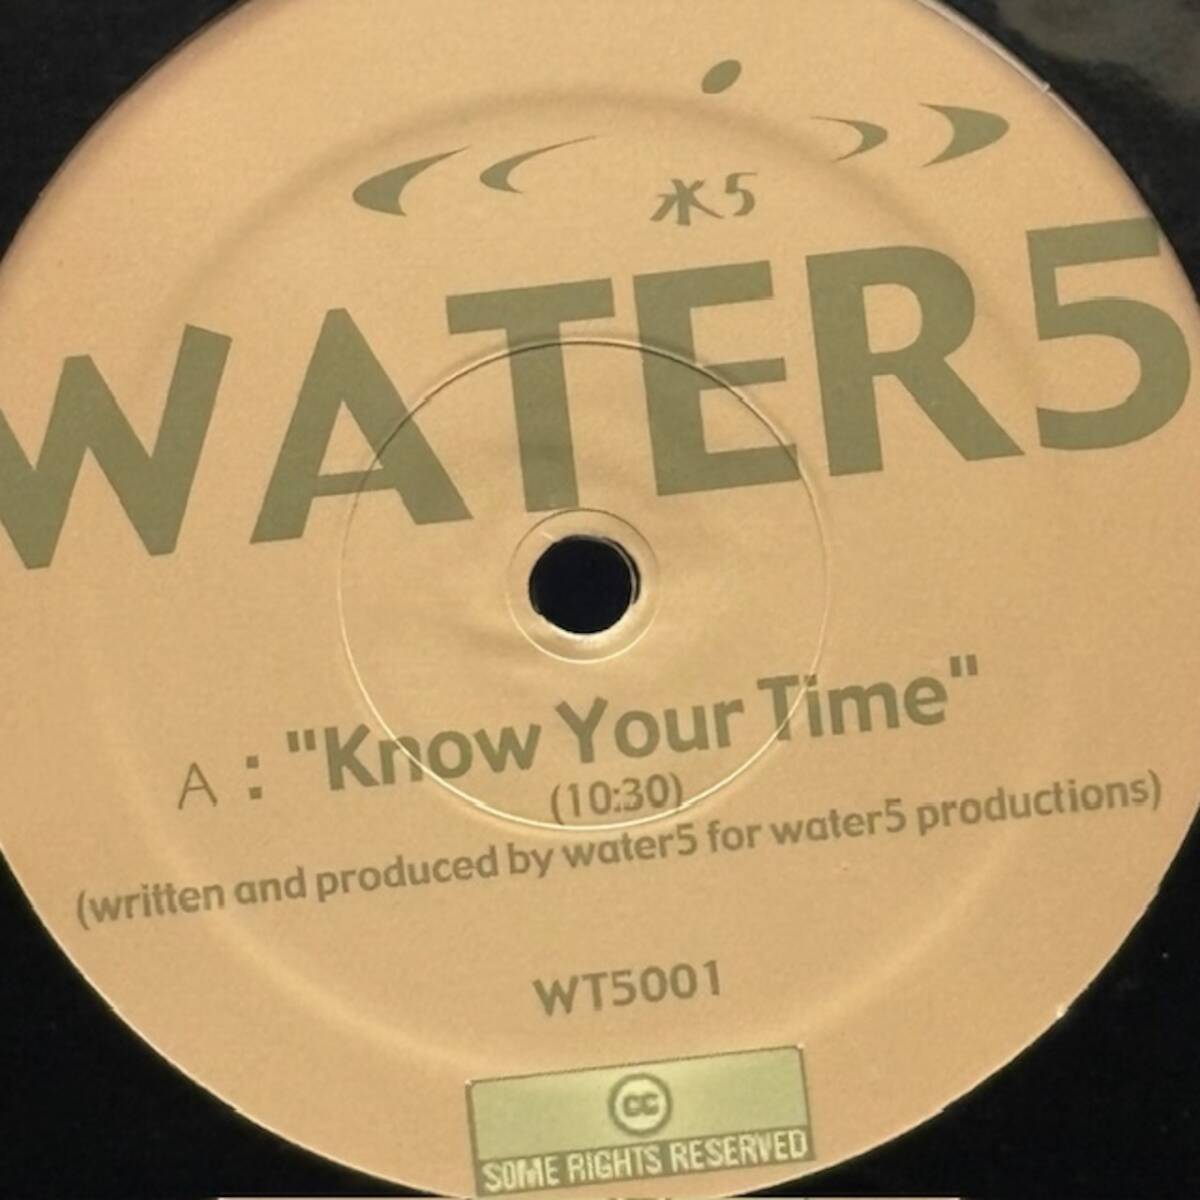 水5
WATER5
A : "Know Your Time"
(10:30)
(written and produced by water5 for water5 productions)
WT5001
cc
SOME RIGHTS RESERVED